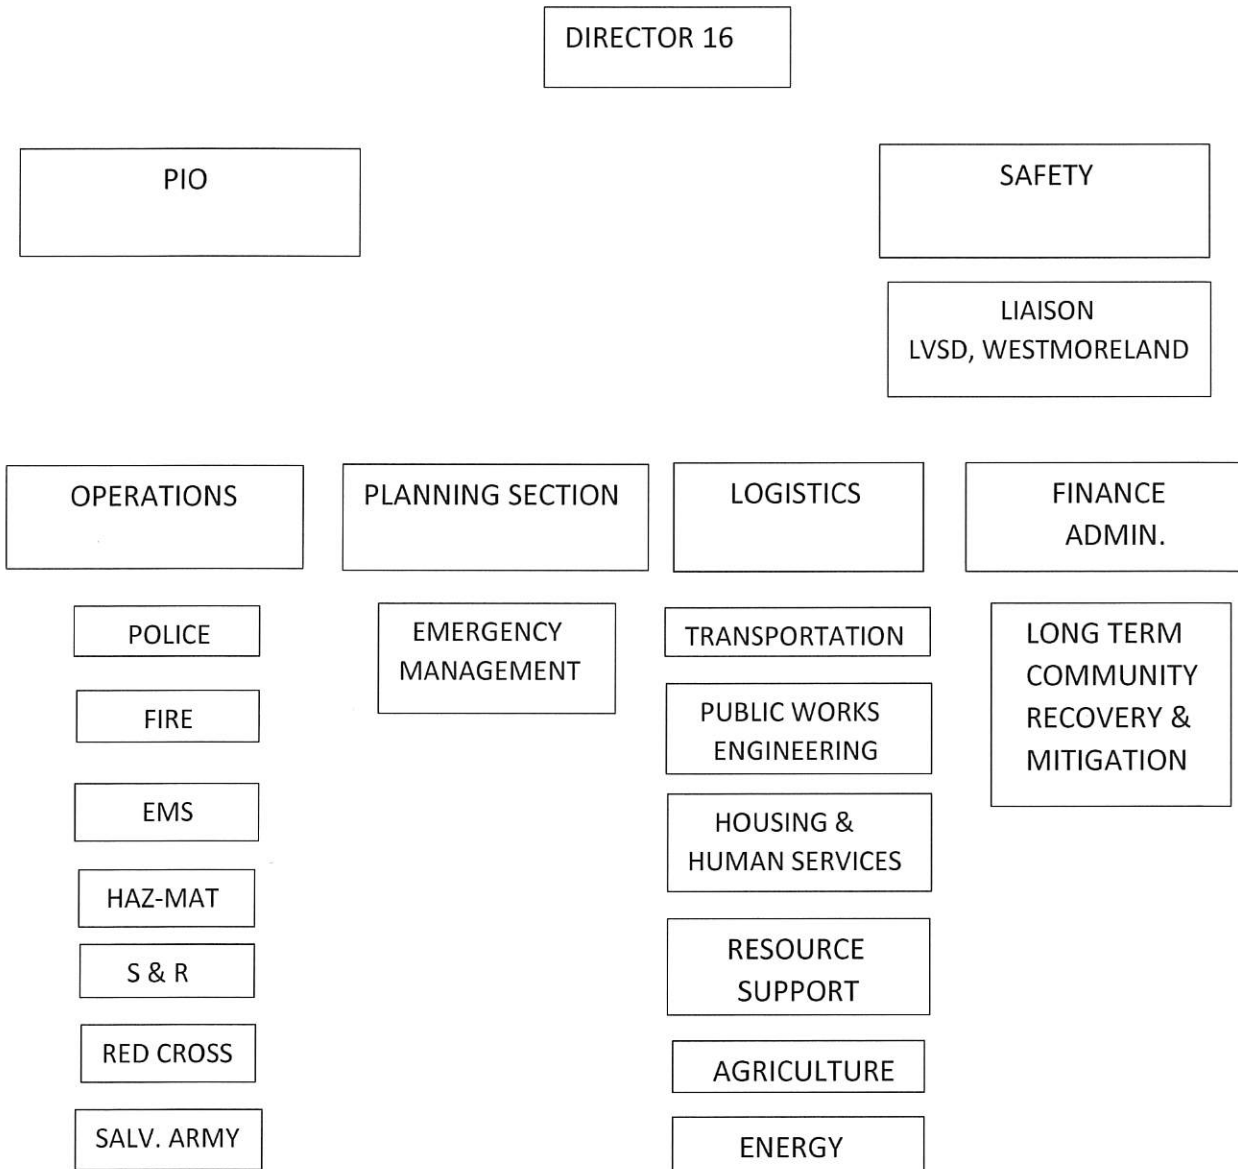 DIRECTOR 16
PIO
SAFETY
LIAISON
LVSD, WESTMORELAND
OPERATIONS
PLANNING SECTION
LOGISTICS
FINANCE
ADMIN.
POLICE
FIRE
EMS
HAZ-MAT
S & R
RED CROSS
SALV. ARMY
EMERGENCY
MANAGEMENT
TRANSPORTATION
PUBLIC WORKS
ENGINEERING
HOUSING &
HUMAN SERVICES
RESOURCE
SUPPORT
AGRICULTURE
ENERGY
LONG TERM
COMMUNITY
RECOVERY &
MITIGATION